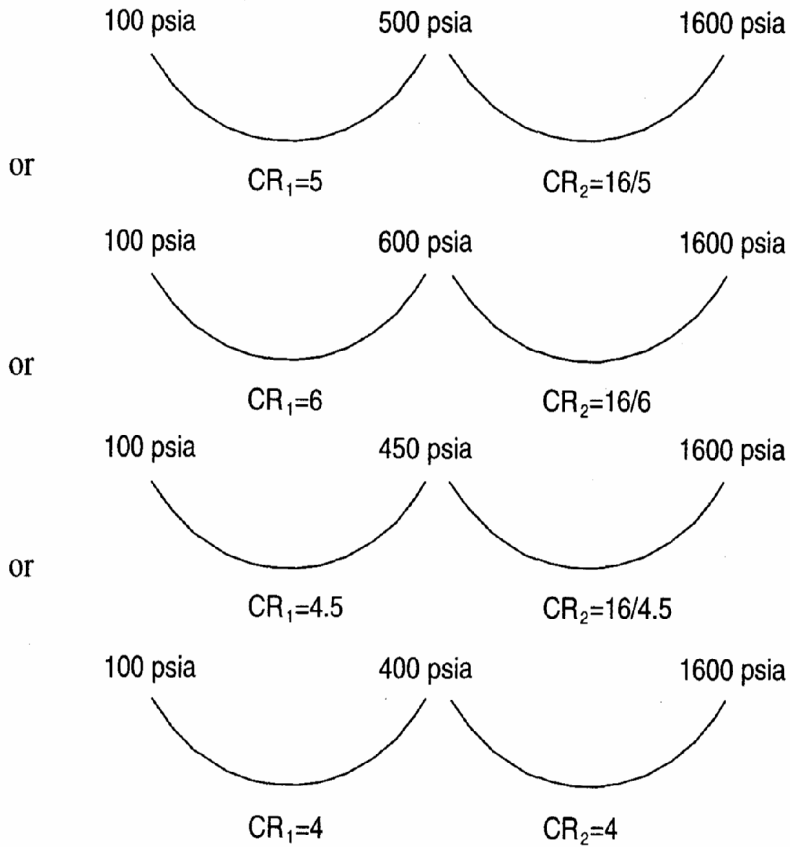 100 psia 500 psia 1600 psia
or
CR₁=5 CR₂=16/5
100 psia 600 psia 1600 psia
or
CR₁=6 CR₂=16/6
100 psia 450 psia 1600 psia
or
CR₁=4.5 CR₂=16/4.5
100 psia 400 psia 1600 psia
CR₁=4 CR₂=4